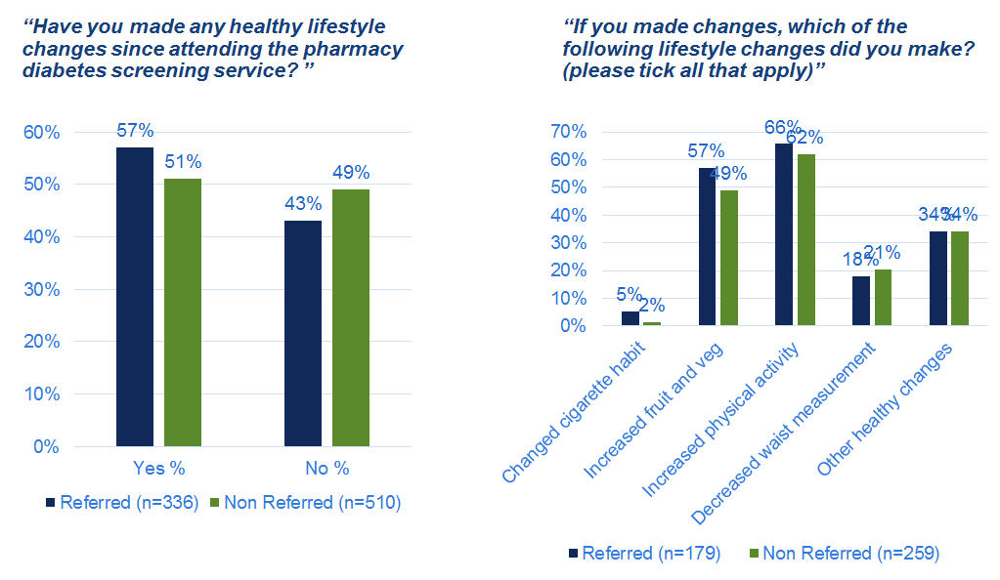 “Have you made any healthy lifestyle
changes since attending the pharmacy
diabetes screening service? ”
60%
50%
40%
30%
20%
10%
0%
57%
51%
43%
49%
Yes %
No %
Referred (n=336)
Non Referred (n=510)
“If you made changes, which of the
following lifestyle changes did you make?
(please tick all that apply)”
70%
60%
50%
40%
30%
20%
10%
0%
5%
2%
57%
49%
66%
62%
18%
21%
34%
34%
Changed cigarette habit
Increased fruit and veg
Increased physical activity
Decreased waist measurement
Other healthy changes
Referred (n=179)
Non Referred (n=259)